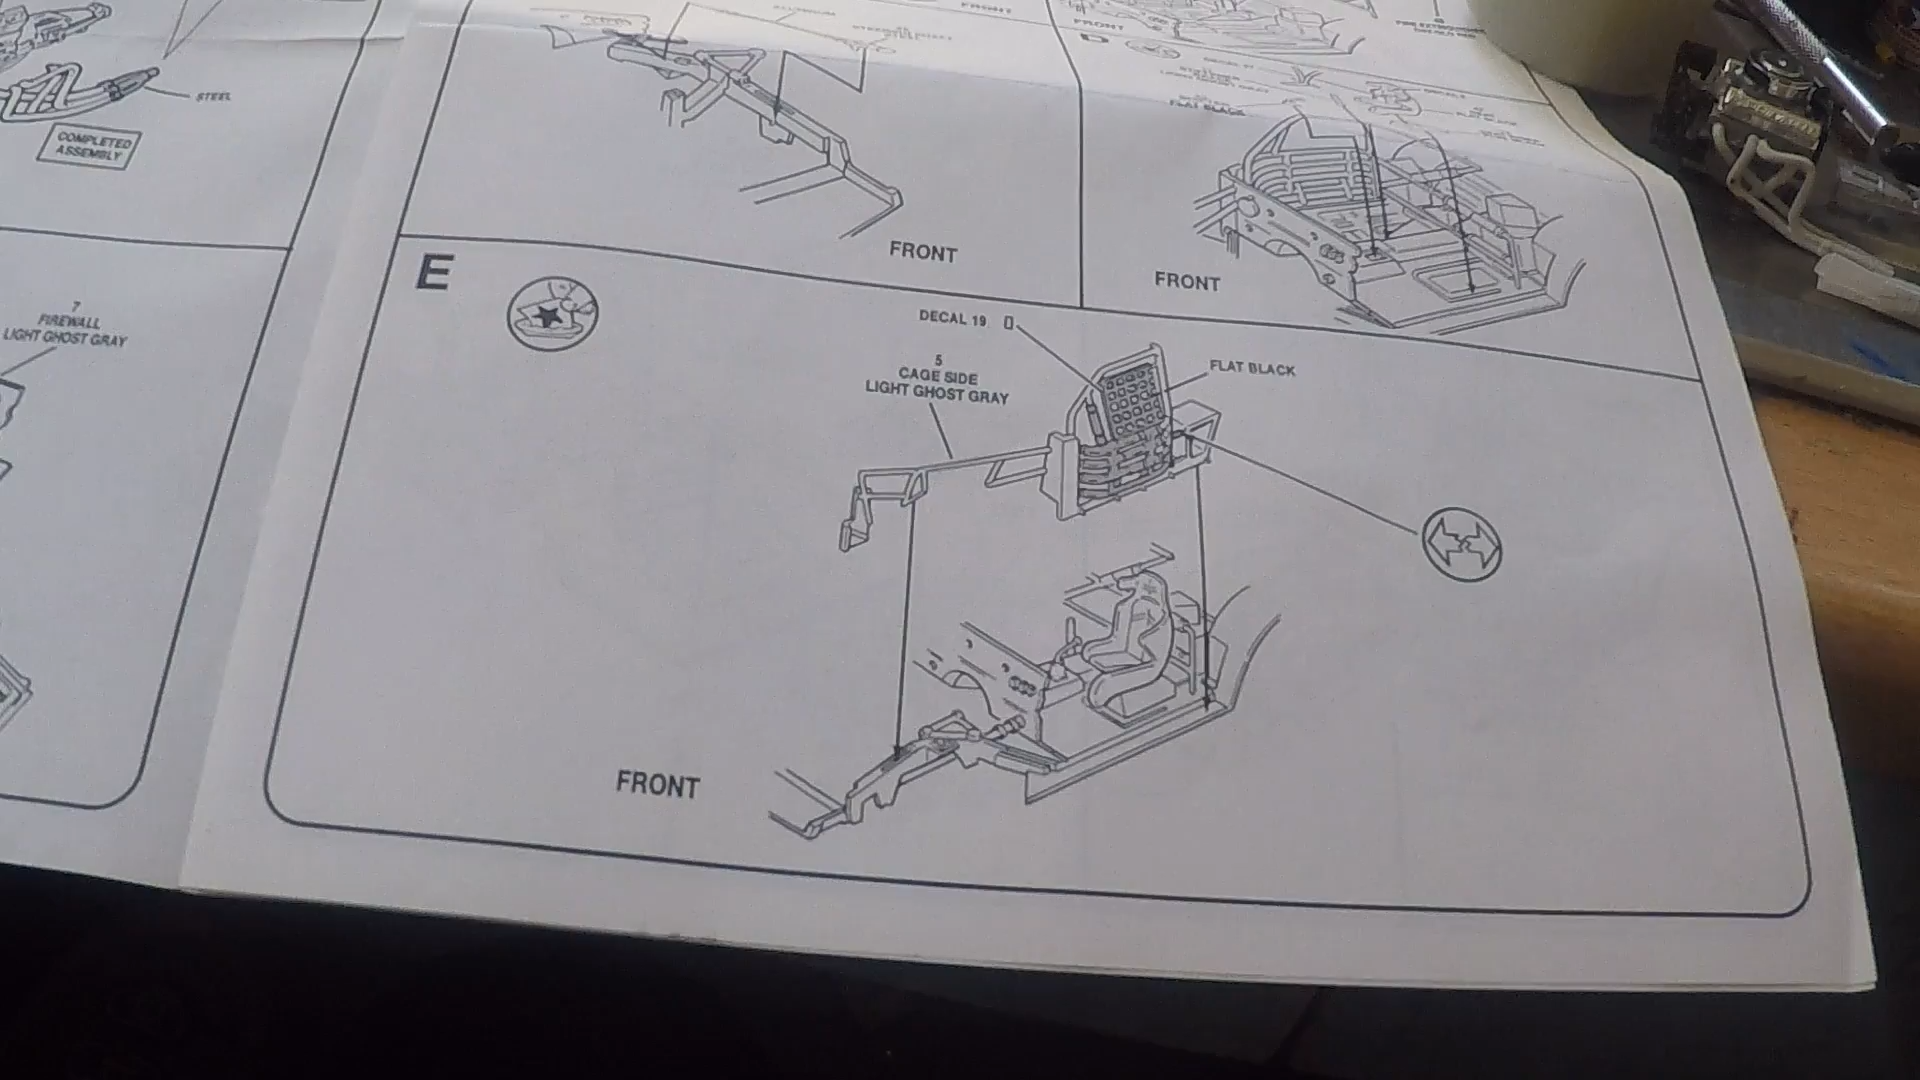 STEEL
COMPLETED
ASSEMBLY
7
FIREWALL
LIGHT GHOST GRAY
FRONT
FRONT
FRONT
D
FLAT BLACK
FRONT
E
DECAL 19
5
CAGE SIDE
LIGHT GHOST GRAY
FLAT BLACK
FRONT